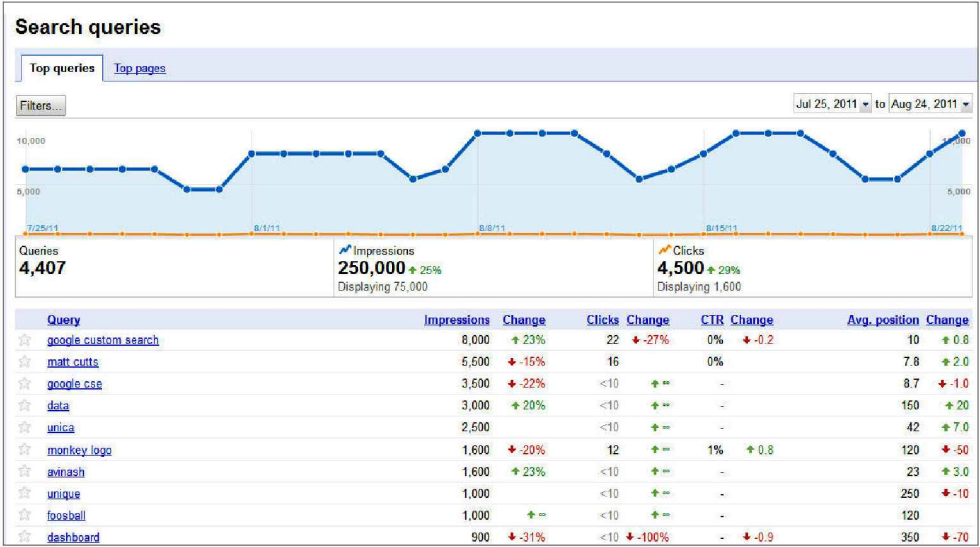 Search queries
Top queries Top pages
Filters... Jul 25, 2011 to Aug 24, 2011
10,000 10,000
5,000 5,000
7/25/11 8/1/11 8/8/11 8/15/11 8/22/11
Queries Impressions Clicks
4,407 250,000 25% 4,500 29%
Displaying 75,000 Displaying 1,600
Query Impressions Change Clicks Change CTR Change Avg. position Change
google custom search 8,000 23% 22 -27% 0% -0.2 10 0.8
matt cutts 5,500 -15% 16 0% 7.8 2.0
google cse 3,500 -22% <10 ∞ - 8.7 -1.0
data 3,000 20% <10 ∞ - 150 20
unica 2,500 <10 ∞ - 42 7.0
monkey logo 1,600 -20% 12 ∞ 1% 0.8 120 -50
avinash 1,600 23% <10 ∞ - 23 3.0
unique 1,000 <10 ∞ - 250 -10
foosball 1,000 ∞ <10 ∞ - 120
dashboard 900 -31% <10 -100% - -0.9 350 -70